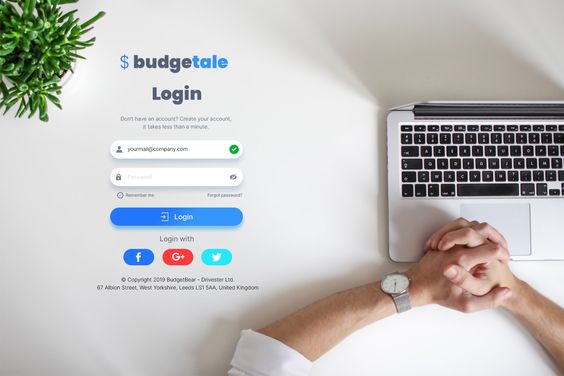 $ budgetale
Login
Don't have an account? Create your account,
it takes less than a minute.
yourmail@company.com
Password
Remember me Forgot password?
Login
Login with
f G+
© Copyright 2019 BudgetBear - Drivester Ltd.
67 Albion Street, West Yorkshire, Leeds LS1 5AA, United Kingdom